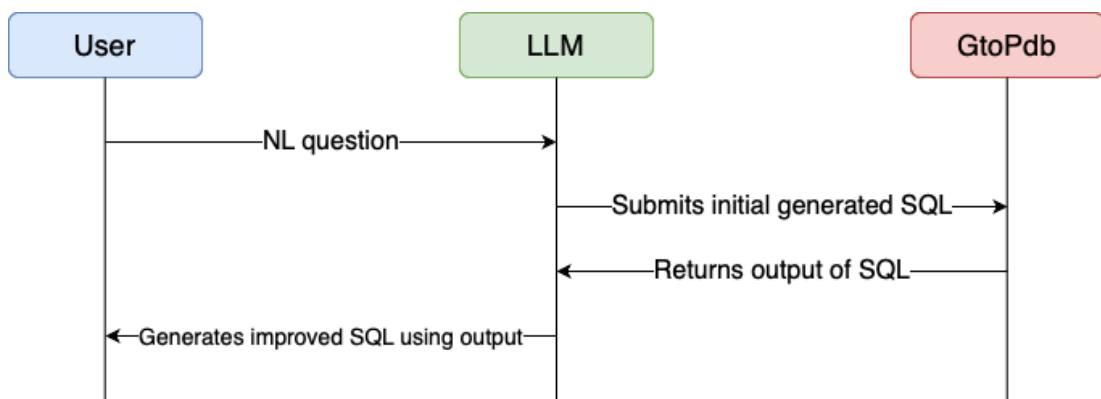 User
LLM
GtoPdb
NL question
Submits initial generated SQL
Returns output of SQL
Generates improved SQL using output